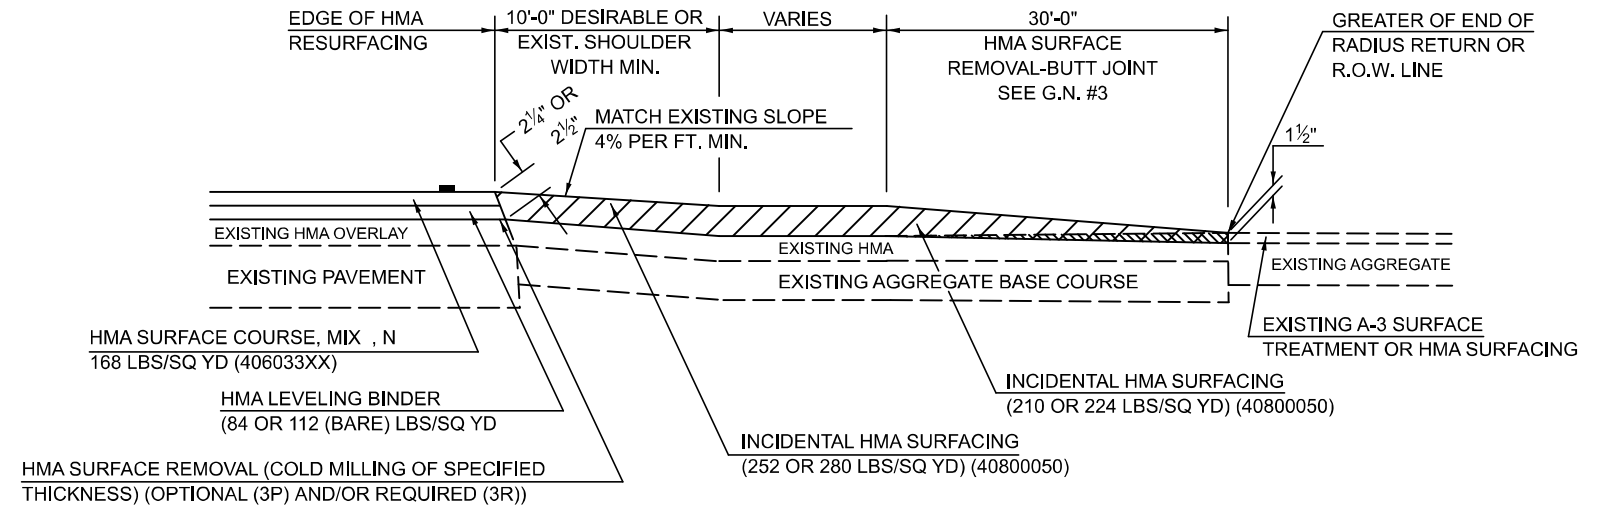 EDGE OF HMA
RESURFACING
10'-0" DESIRABLE OR
EXIST. SHOULDER
WIDTH MIN.
VARIES
30'-0"
HMA SURFACE
REMOVAL-BUTT JOINT
SEE G.N. #3
GREATER OF END OF
RADIUS RETURN OR
R.O.W. LINE
2¼" OR
2½"
MATCH EXISTING SLOPE
4% PER FT. MIN.
1½"
EXISTING HMA OVERLAY
EXISTING PAVEMENT
EXISTING HMA
EXISTING AGGREGATE BASE COURSE
EXISTING AGGREGATE
HMA SURFACE COURSE, MIX , N
168 LBS/SQ YD (406033XX)
HMA LEVELING BINDER
(84 OR 112 (BARE) LBS/SQ YD
HMA SURFACE REMOVAL (COLD MILLING OF SPECIFIED
THICKNESS) (OPTIONAL (3P) AND/OR REQUIRED (3R))
INCIDENTAL HMA SURFACING
(252 OR 280 LBS/SQ YD) (40800050)
INCIDENTAL HMA SURFACING
(210 OR 224 LBS/SQ YD) (40800050)
EXISTING A-3 SURFACE
TREATMENT OR HMA SURFACING